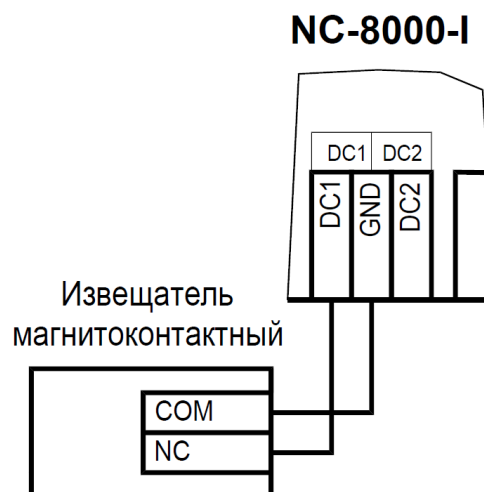 NC-8000-I
DC1 DC2
DC1 GND DC2
Извещатель
магнитоконтактный
COM
NC